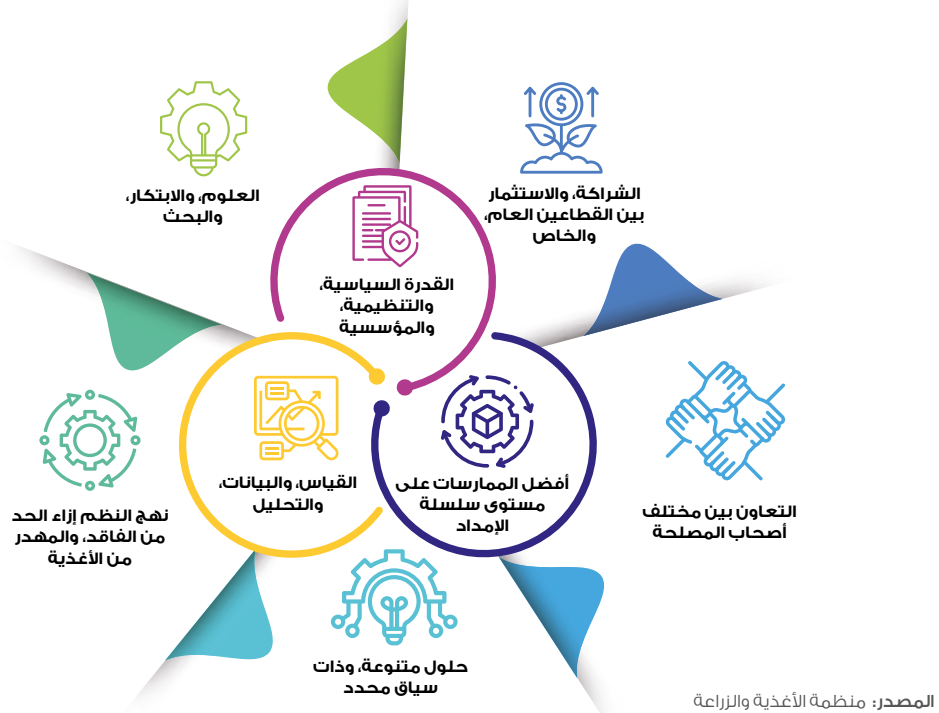 الشراكة، والاستثمار
بين القطاعين العام،
والخاص
العلوم، والابتكار،
والبحث
القدرة السياسية،
والتنظيمية،
والمؤسسية
أفضل الممارسات على
مستوى سلسلة
الإمداد
القياس، والبيانات،
والتحليل
التعاون بين مختلف
أصحاب المصلحة
نهج النظم إزاء الحد
من الفاقد، والمهدر
من الأغذية
حلول متنوعة، وذات
سياق محدد
المصدر: منظمة الأغذية والزراعة